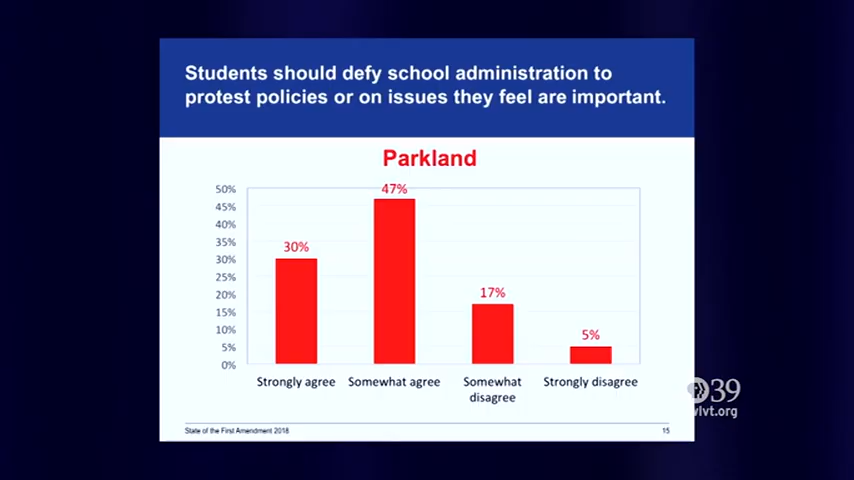 Students should defy school administration to
protest policies or on issues they feel are important.
Parkland
50%
45%
40%
35%
30%
25%
20%
15%
10%
5%
0%
30%
47%
17%
5%
Strongly agree
Somewhat agree
Somewhat
disagree
Strongly disagree
State of the First Amendment 2018
15
39
wlvt.org